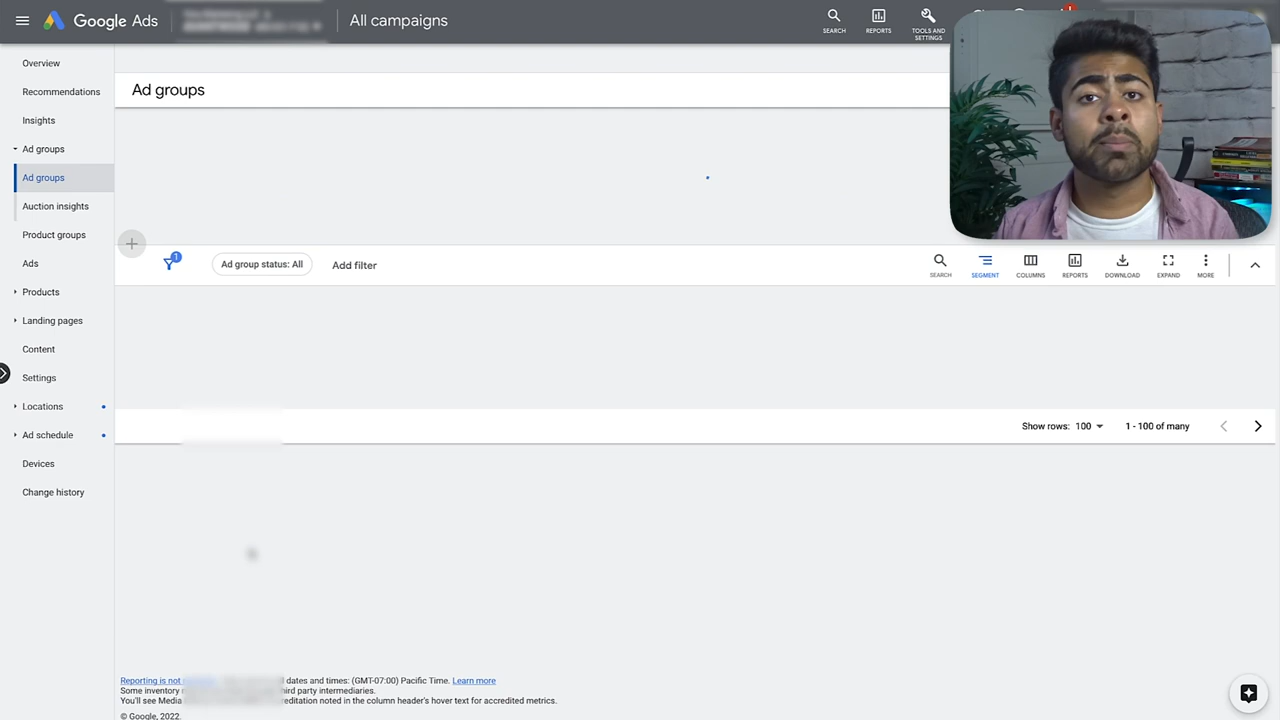 Google Ads
All campaigns
SEARCH
REPORTS
TOOLS AND
SETTINGS
Overview
Recommendations
Insights
Ad groups
Ad groups
Auction insights
Product groups
Ads
Products
Landing pages
Content
Settings
Locations
Ad schedule
Devices
Change history
Ad groups
1
Ad group status: All
Add filter
SEARCH
SEGMENT
COLUMNS
REPORTS
DOWNLOAD
EXPAND
MORE
Show rows: 100
1 - 100 of many
Reporting is not dates and times: (GMT-07:00) Pacific Time. Learn more
Some inventory third party intermediaries.
You'll see Media accreditation noted in the column header's hover text for accredited metrics.
© Google, 2022.